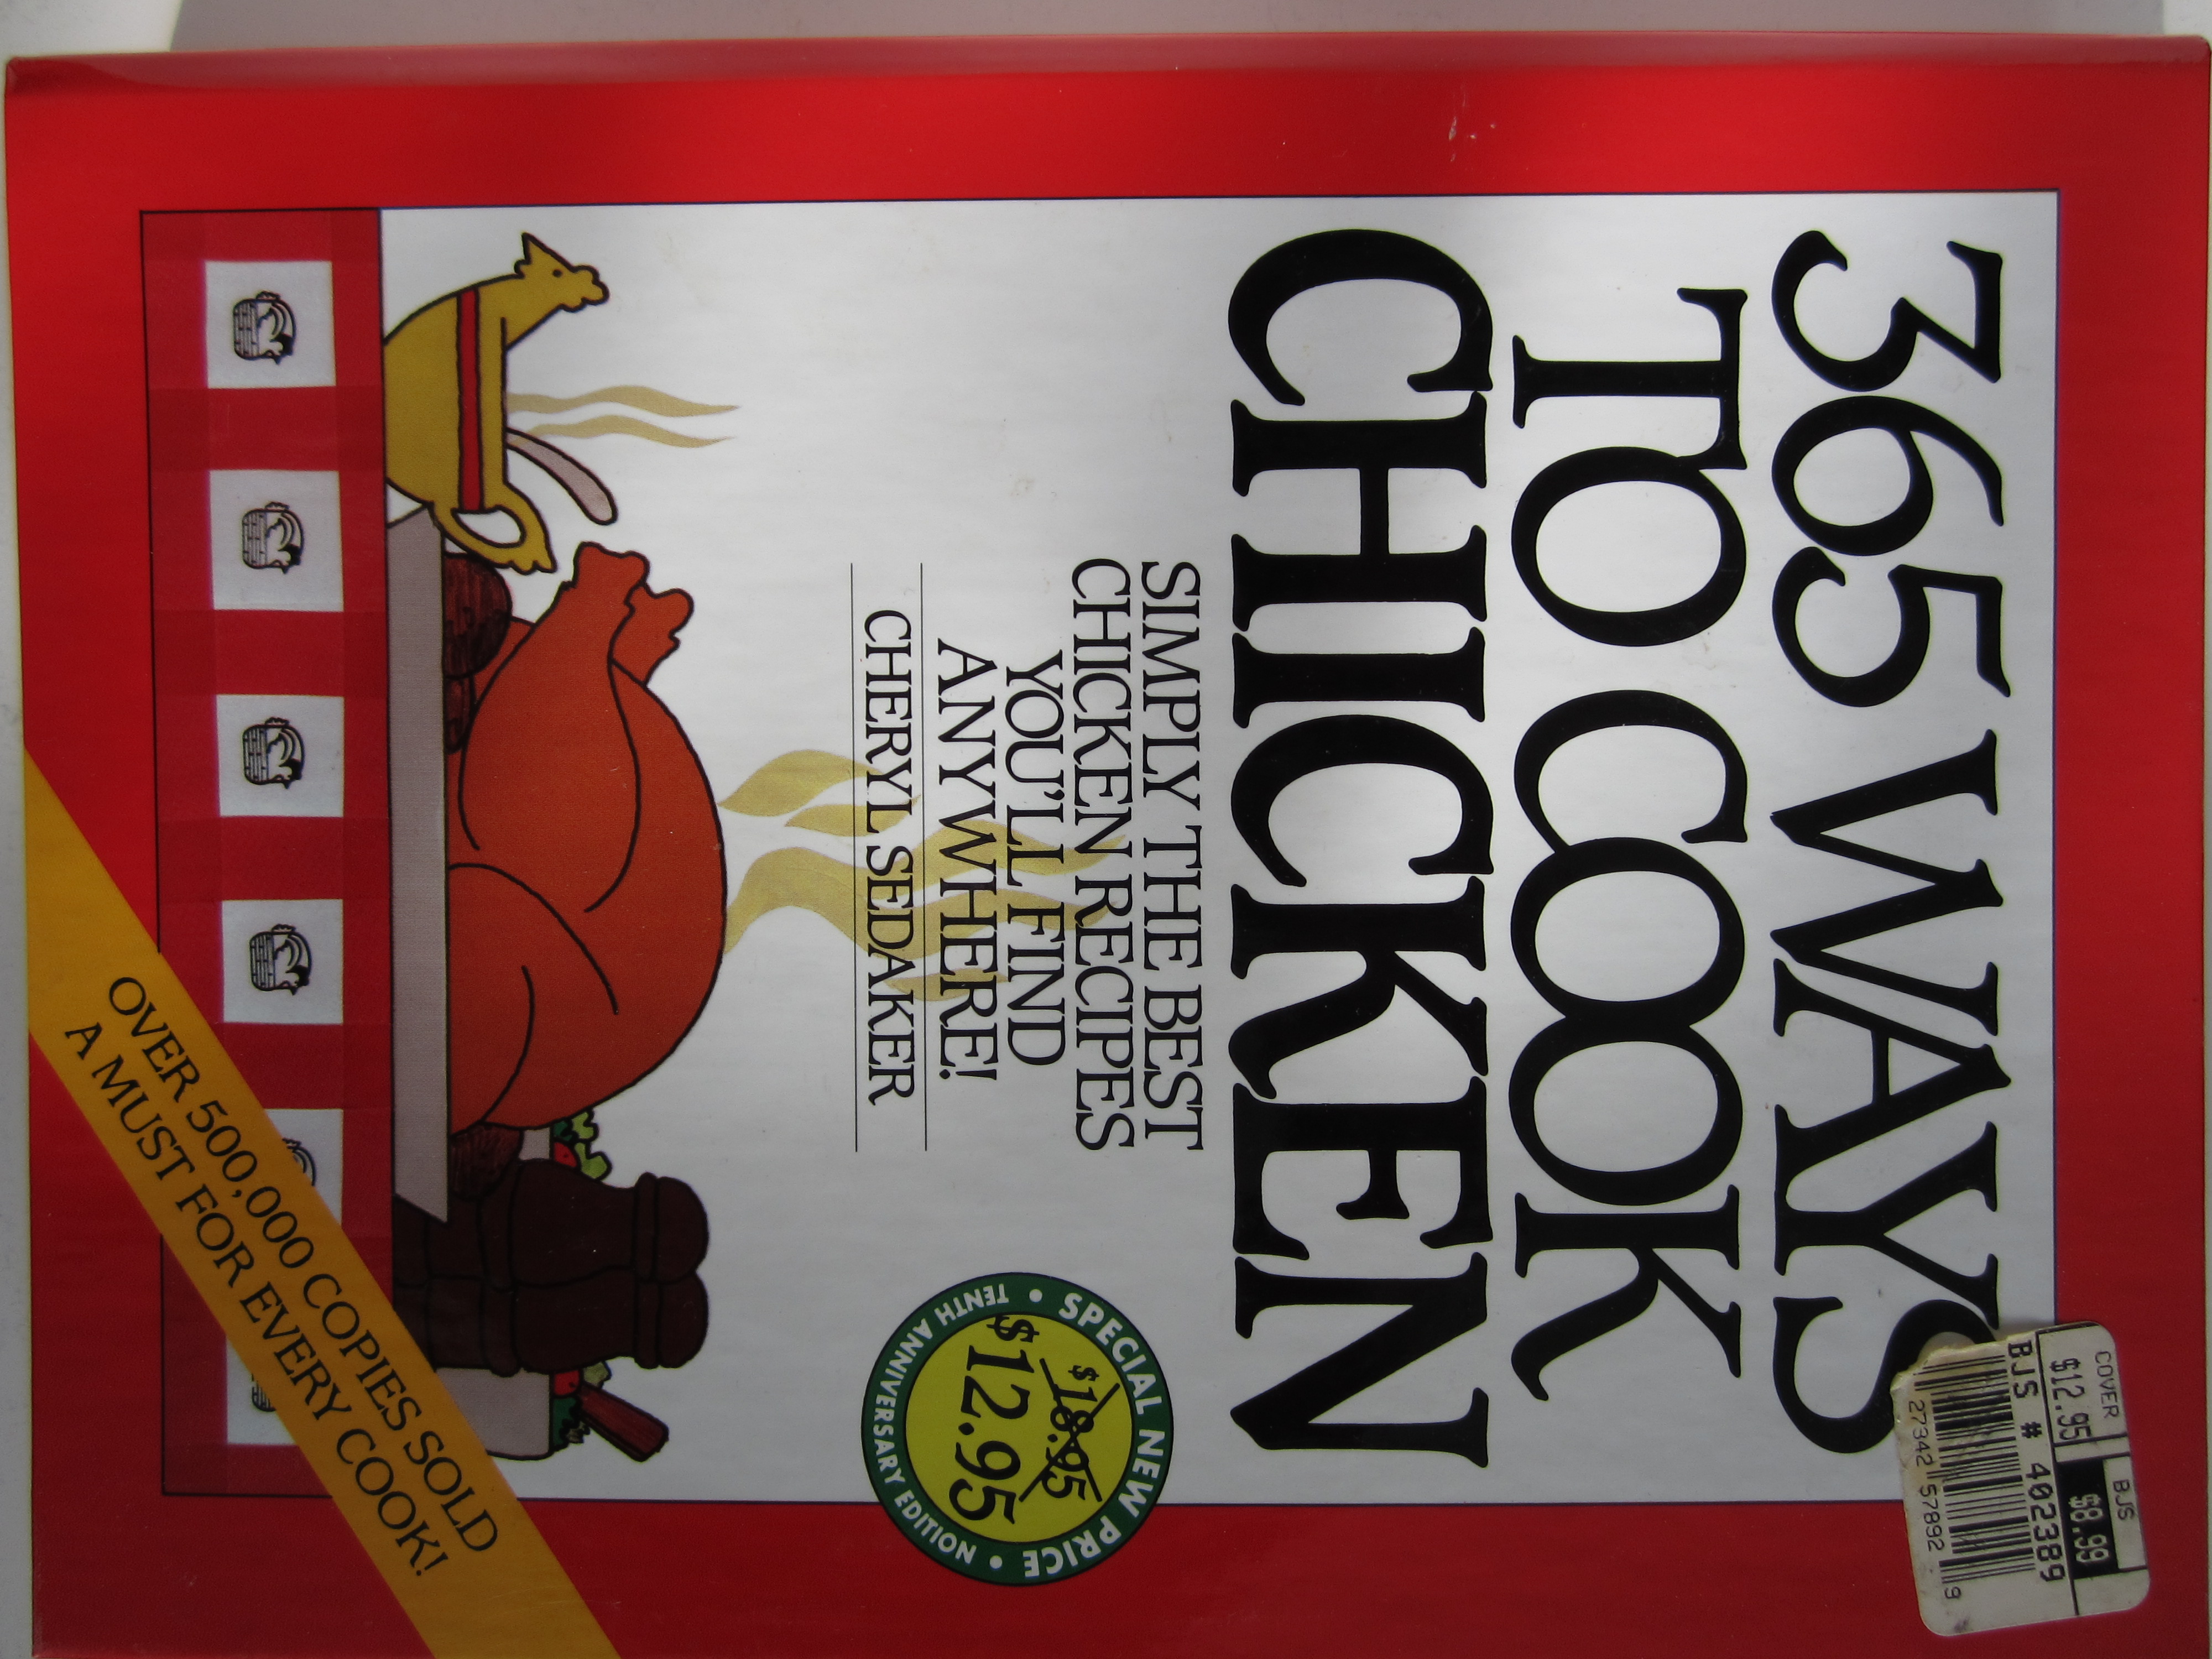 365 WAYS
TO COOK
CHICKEN
SIMPLY THE BEST
CHICKEN RECIPES
YOU'LL FIND
ANYWHERE!
CHERYL SEDAKER
SPECIAL NEW PRICE •
TENTH ANNIVERSARY EDITION •
$18.95
$12.95
OVER 500,000 COPIES SOLD
A MUST FOR EVERY COOK!
COVER BJS
$12.95 $8.99
BJS # 402389
27342 57892 9